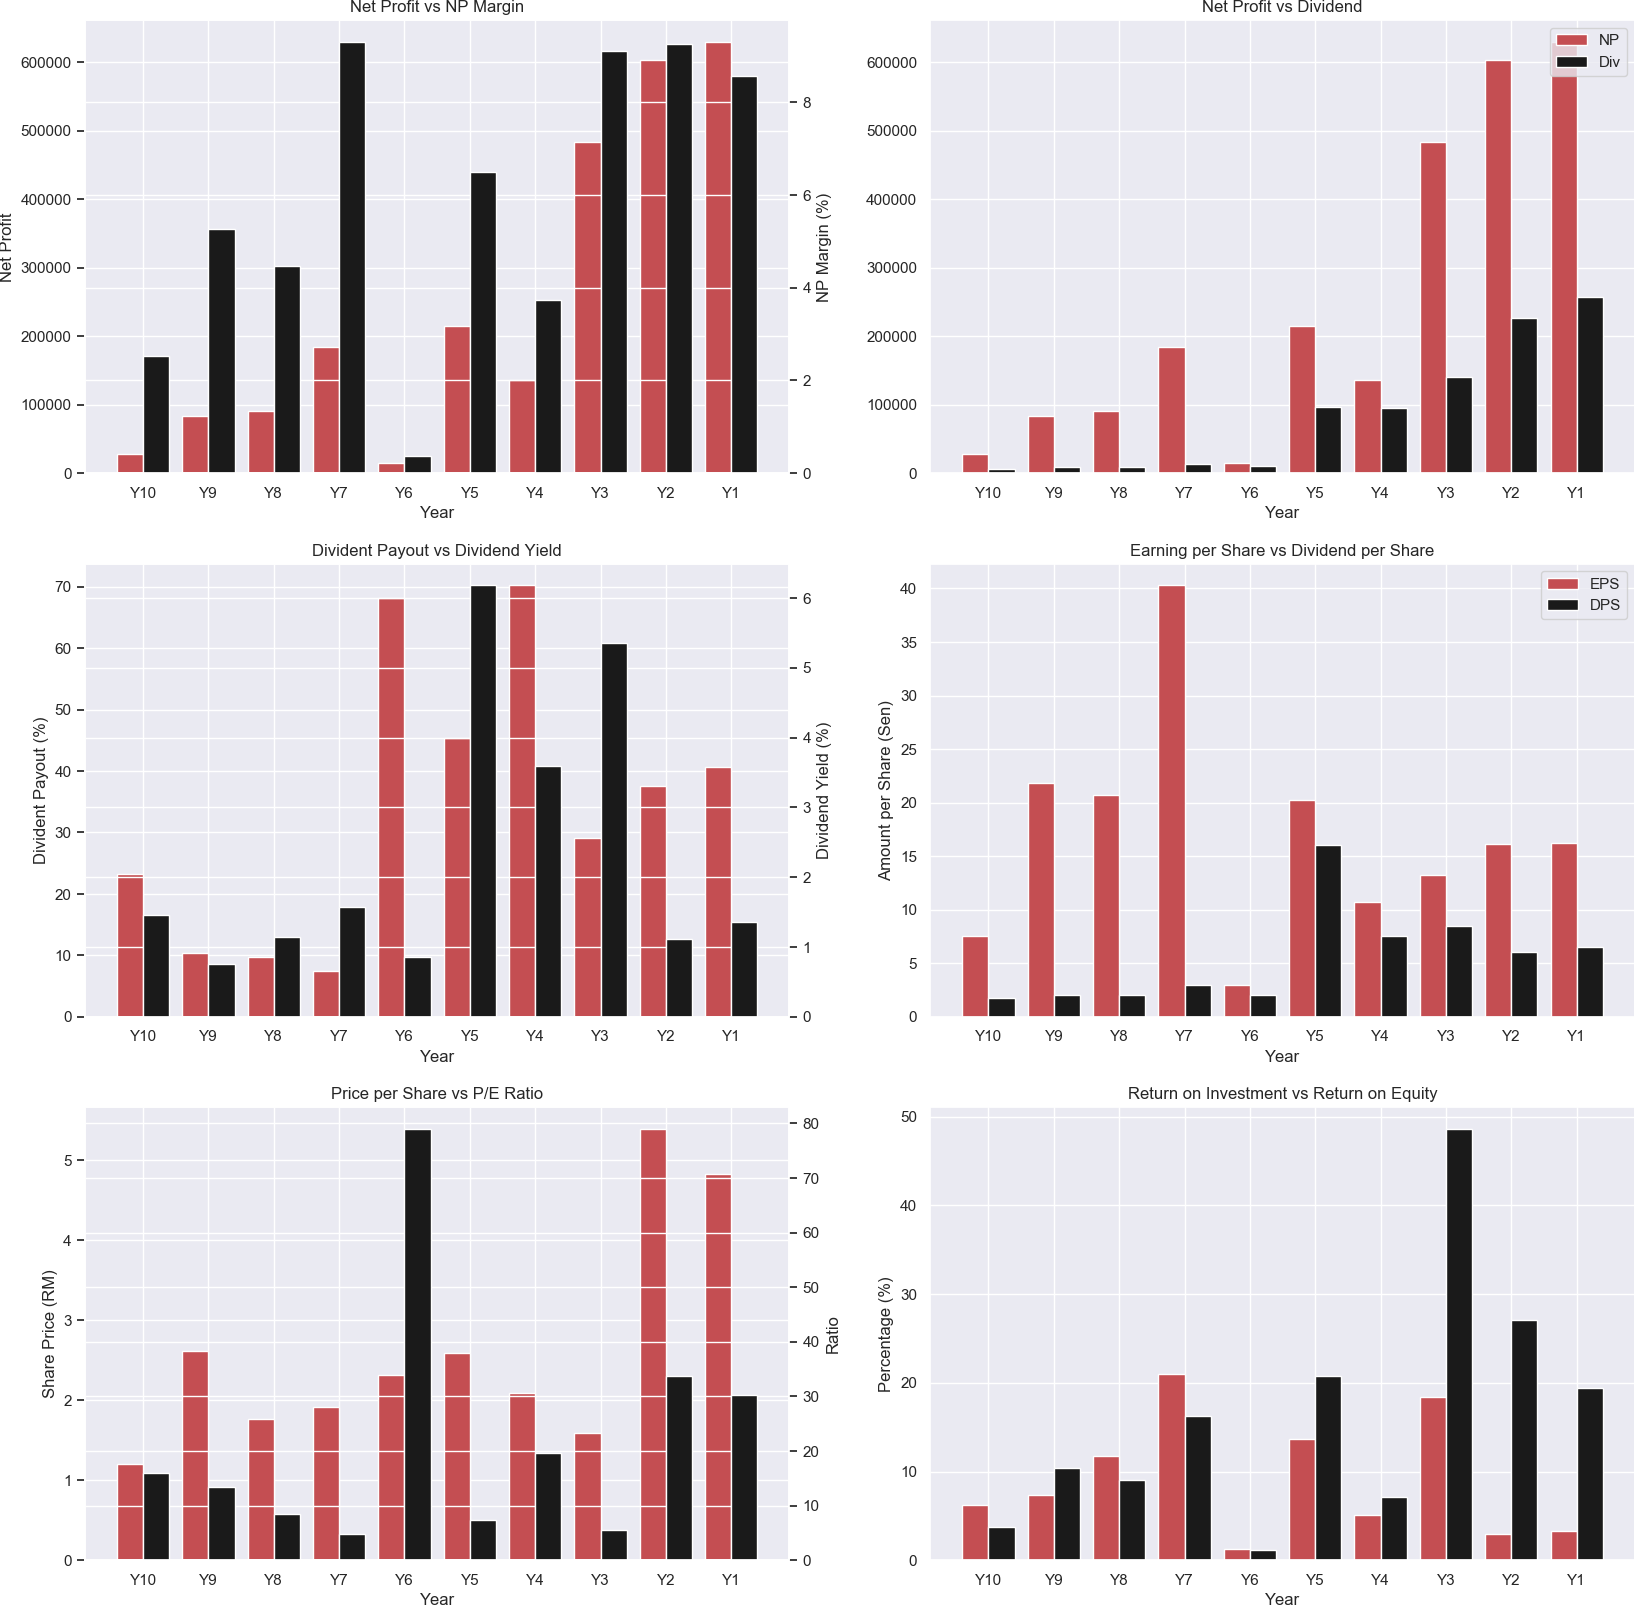 Net Profit vs NP Margin
600000
500000
400000
300000
200000
100000
0
Net Profit
8
6
4
2
0
NP Margin (%)
Y10 Y9 Y8 Y7 Y6 Y5 Y4 Y3 Y2 Y1
Year
Net Profit vs Dividend
NP
Div
600000
500000
400000
300000
200000
100000
0
Y10 Y9 Y8 Y7 Y6 Y5 Y4 Y3 Y2 Y1
Year
Divident Payout vs Dividend Yield
70
60
50
40
30
20
10
0
Divident Payout (%)
6
5
4
3
2
1
0
Dividend Yield (%)
Y10 Y9 Y8 Y7 Y6 Y5 Y4 Y3 Y2 Y1
Year
Earning per Share vs Dividend per Share
EPS
DPS
40
35
30
25
20
15
10
5
0
Amount per Share (Sen)
Y10 Y9 Y8 Y7 Y6 Y5 Y4 Y3 Y2 Y1
Year
Price per Share vs P/E Ratio
5
4
3
2
1
0
Share Price (RM)
80
70
60
50
40
30
20
10
0
Ratio
Y10 Y9 Y8 Y7 Y6 Y5 Y4 Y3 Y2 Y1
Year
Return on Investment vs Return on Equity
50
40
30
20
10
0
Percentage (%)
Y10 Y9 Y8 Y7 Y6 Y5 Y4 Y3 Y2 Y1
Year